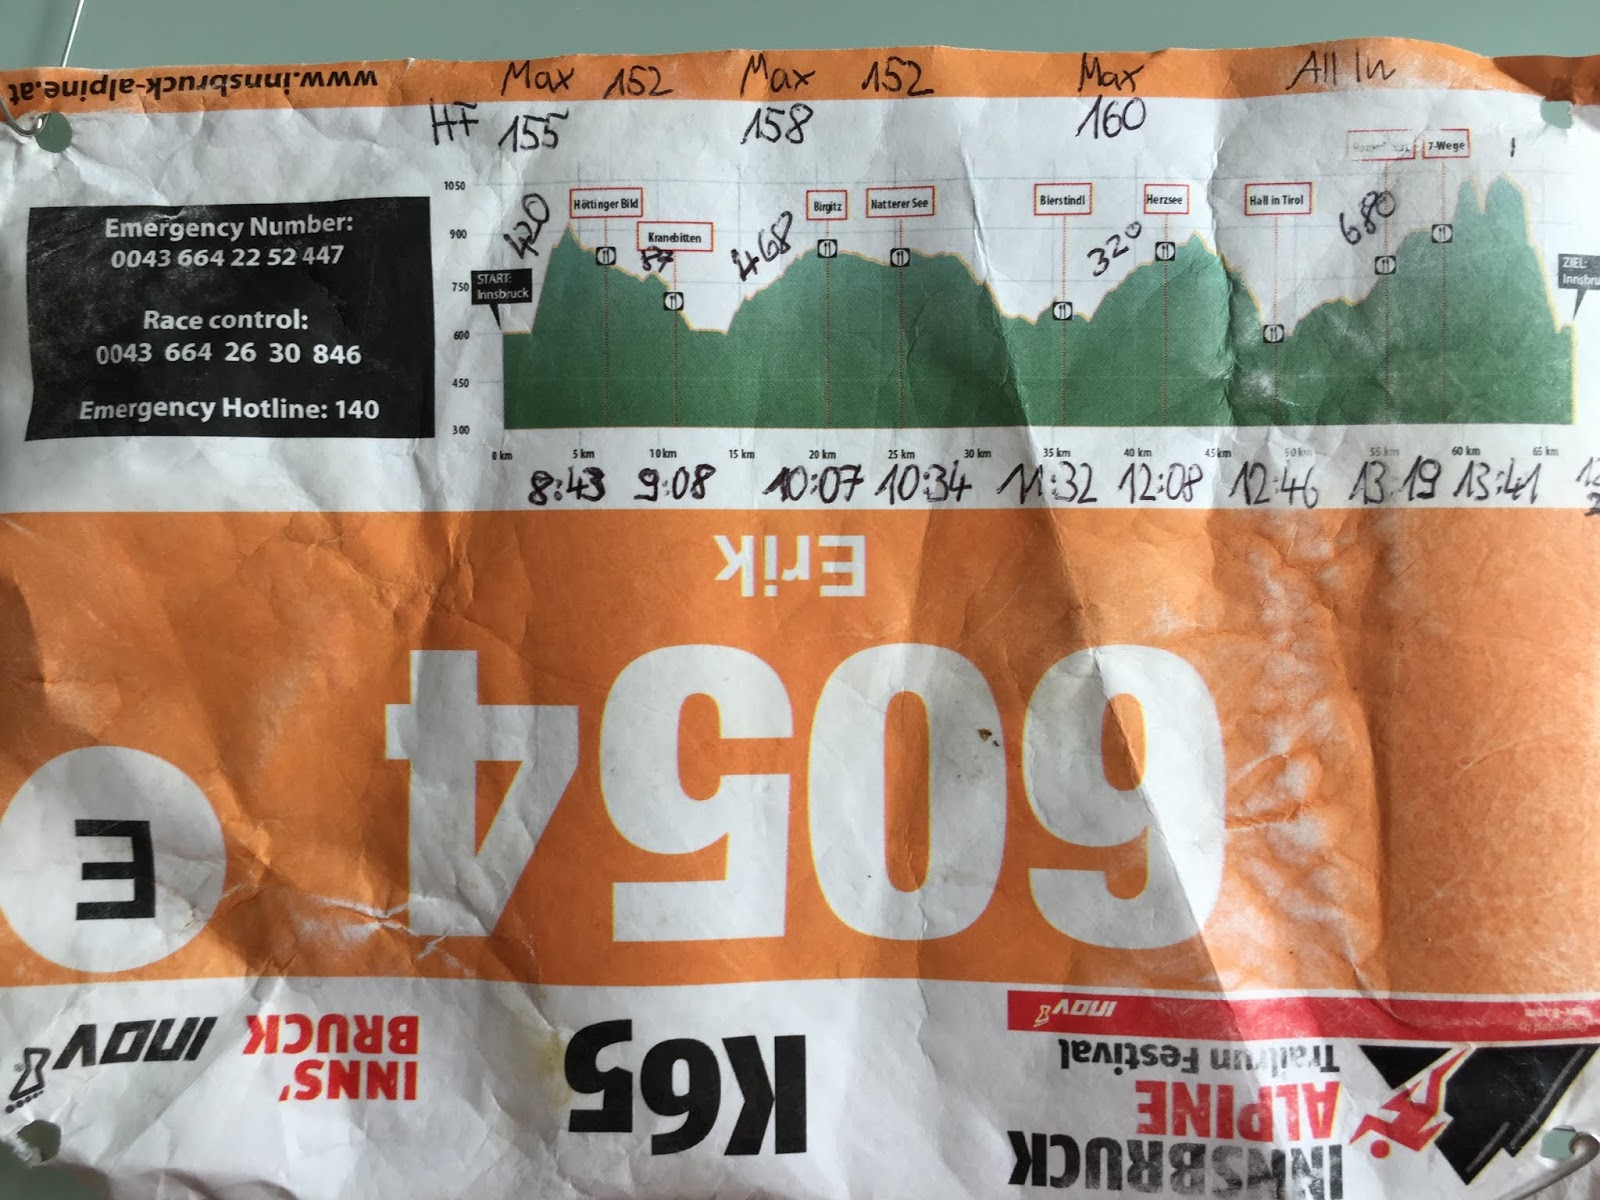 www.innsbruck-alpine.at
Max 152 Max 152 Max All In
HF 155 158 160
Emergency Number:
0043 664 22 52 447
Race control:
0043 664 26 30 846
Emergency Hotline: 140
7-Wege
Höttinger Bild Birgitz Natterer See Bierstindl Herzsee Hall in Tirol
Kranebitten
420 468 320 680
1050
900
750
600
450
300
START:
Innsbruck
ZIEL:
0 km 5 km 10 km 15 km 20 km 25 km 30 km 35 km 40 km 45 km 50 km 55 km 60 km 65 km
8:43 9:08 10:07 10:34 11:32 12:08 12:46 13:19 13:41
Erik
6054
E
INNSBRUCK
ALPINE
Trailrun Festival
inov 8
K65
INNS'
BRUCK
inov 8